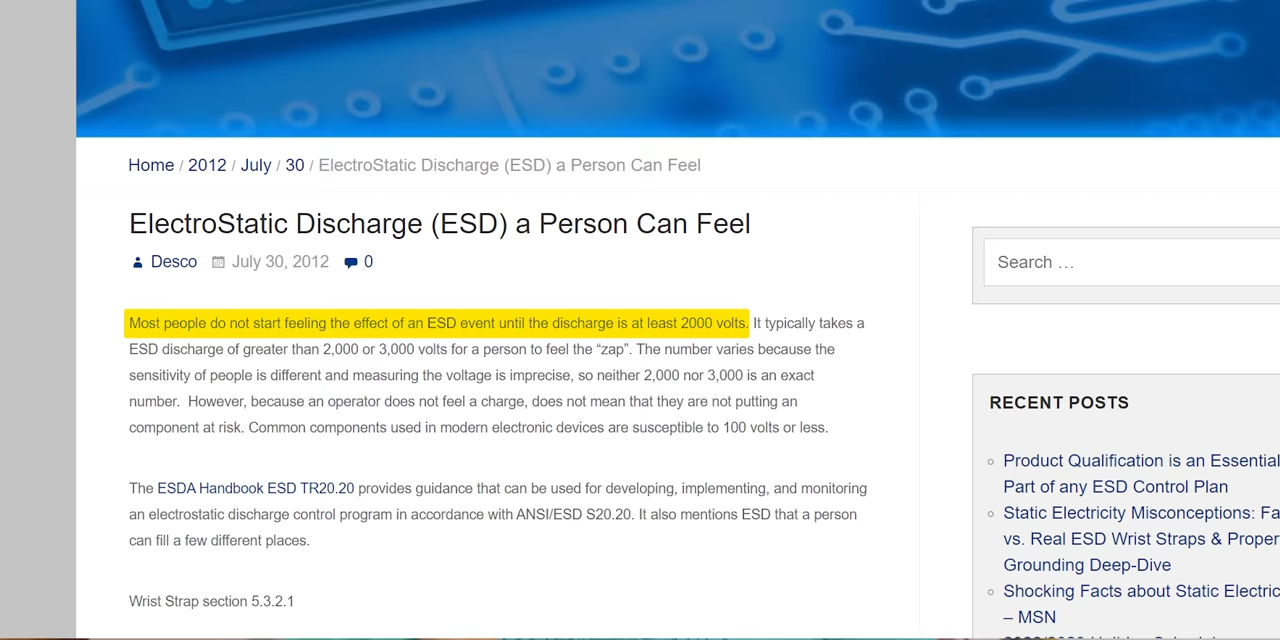 Home / 2012 / July / 30 / ElectroStatic Discharge (ESD) a Person Can Feel
ElectroStatic Discharge (ESD) a Person Can Feel
Desco July 30, 2012 0
Most people do not start feeling the effect of an ESD event until the discharge is at least 2000 volts. It typically takes a
ESD discharge of greater than 2,000 or 3,000 volts for a person to feel the “zap”. The number varies because the
sensitivity of people is different and measuring the voltage is imprecise, so neither 2,000 nor 3,000 is an exact
number. However, because an operator does not feel a charge, does not mean that they are not putting an
component at risk. Common components used in modern electronic devices are susceptible to 100 volts or less.
The ESDA Handbook ESD TR20.20 provides guidance that can be used for developing, implementing, and monitoring
an electrostatic discharge control program in accordance with ANSI/ESD S20.20. It also mentions ESD that a person
can fill a few different places.
Wrist Strap section 5.3.2.1
Search …
RECENT POSTS
Product Qualification is an Essential
Part of any ESD Control Plan
Static Electricity Misconceptions: Fa
vs. Real ESD Wrist Straps & Proper
Grounding Deep-Dive
Shocking Facts about Static Electric
– MSN